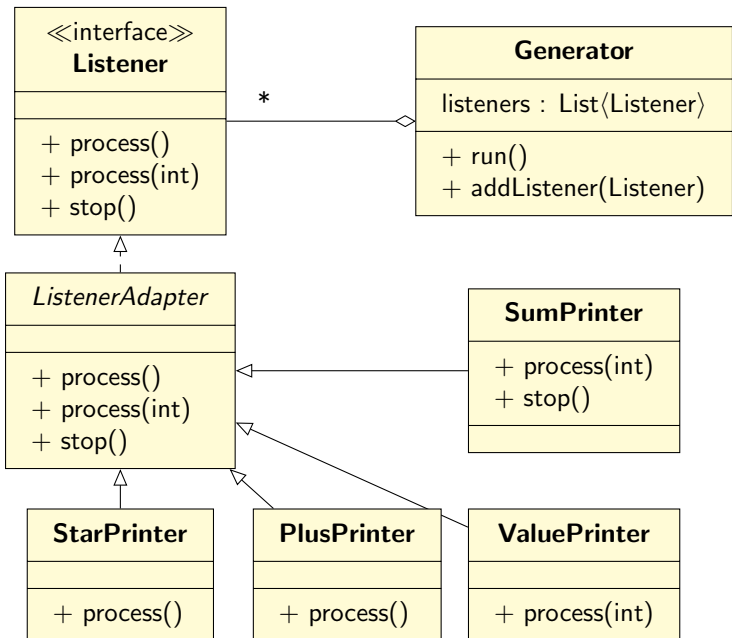 ≪interface≫
Listener
+ process()
+ process(int)
+ stop()
*
Generator
listeners : List⟨Listener⟩
+ run()
+ addListener(Listener)
ListenerAdapter
+ process()
+ process(int)
+ stop()
SumPrinter
+ process(int)
+ stop()
StarPrinter
+ process()
PlusPrinter
+ process()
ValuePrinter
+ process(int)